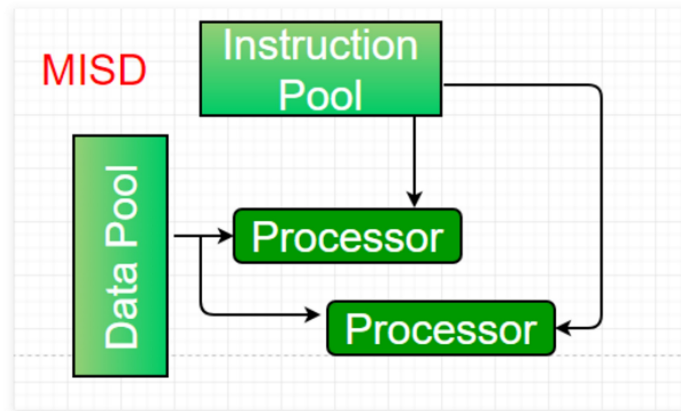 MISD
Instruction
Pool
Data Pool
Processor
Processor